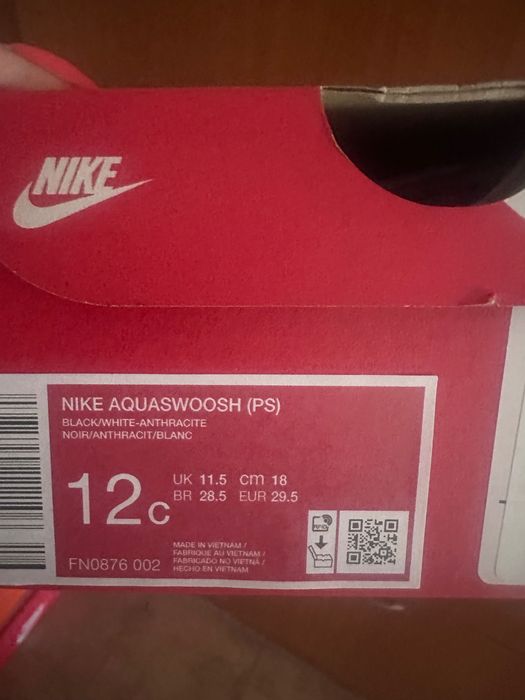 NIKE
NIKE AQUASWOOSH (PS)
BLACK/WHITE-ANTHRACITE
NOIR/ANTHRACIT/BLANC
12C
UK 11.5 cm 18
BR 28.5 EUR 29.5
MADE IN VIETNAM /
FABRIQUE AU VIETNAM /
FABRICADO NO VIETNÃ /
HECHO EN VIETNAM
FN0876 002
RFID